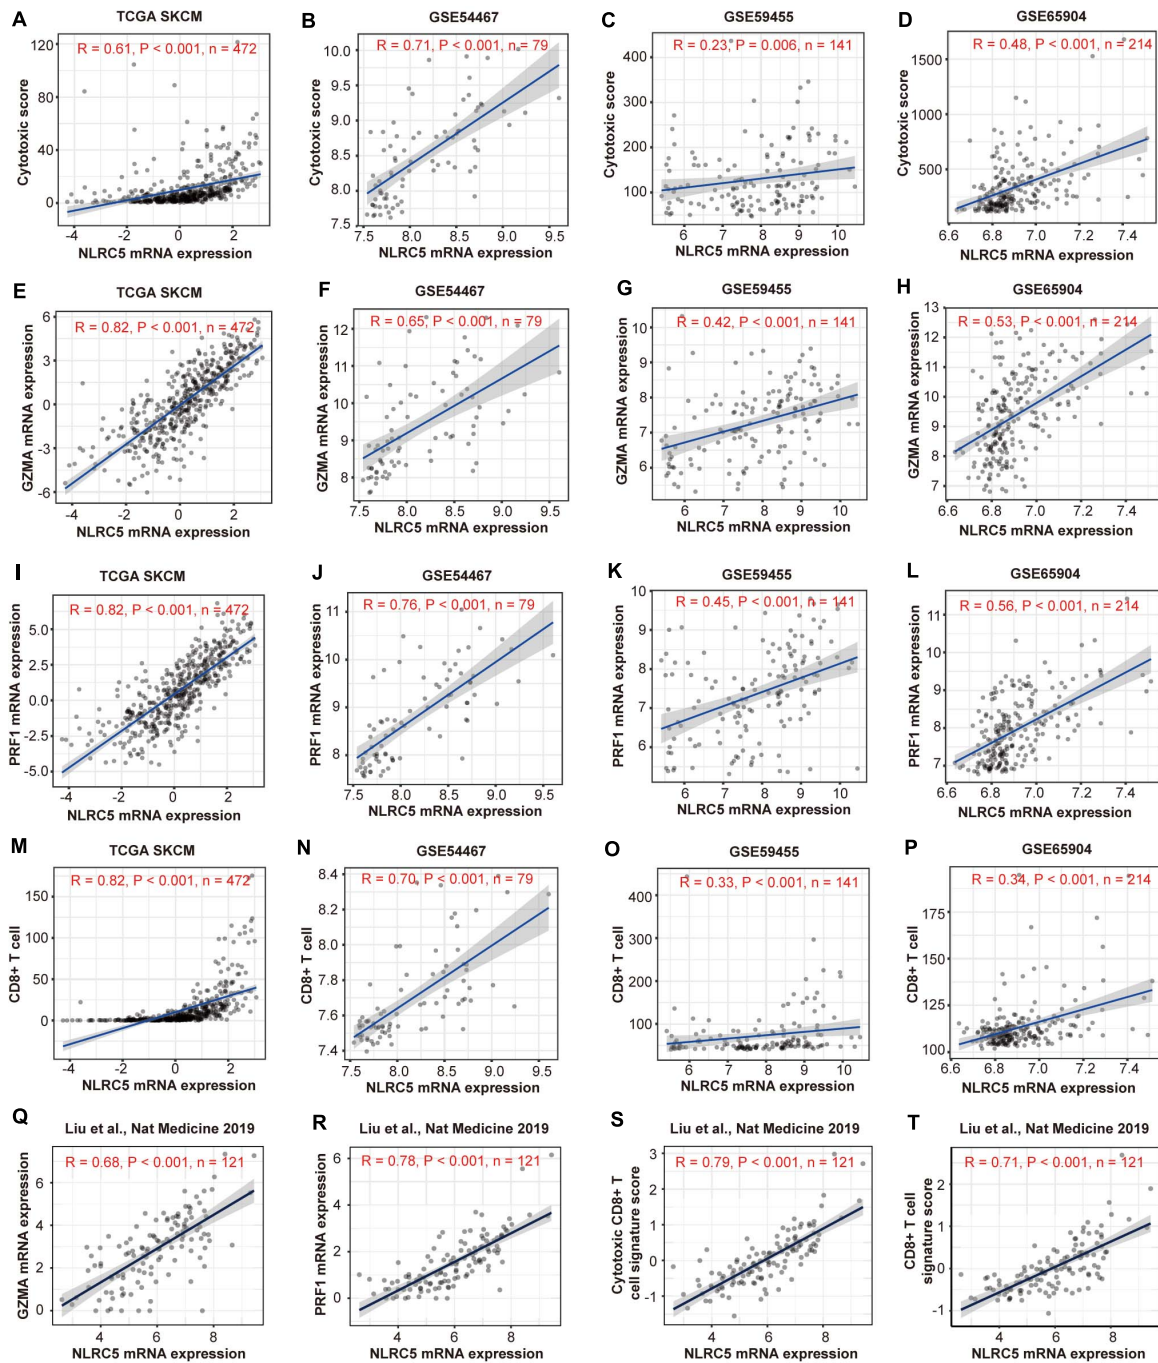 A
TCGA SKCM
R = 0.61, P < 0.001, n = 472
Cytotoxic score
120
80
40
0
-4
-2
0
2
NLRC5 mRNA expression
B
GSE54467
R = 0.71, P < 0.001, n = 79
Cytotoxic score
10.0
9.5
9.0
8.5
8.0
7.5
7.5
8.0
8.5
9.0
9.5
NLRC5 mRNA expression
C
GSE59455
R = 0.23, P = 0.006, n = 141
Cytotoxic score
400
300
200
100
6
7
8
9
10
NLRC5 mRNA expression
D
GSE65904
R = 0.48, P < 0.001, n = 214
Cytotoxic score
1500
1000
500
6.6
6.8
7.0
7.2
7.4
NLRC5 mRNA expression
E
TCGA SKCM
R = 0.82, P < 0.001, n = 472
GZMA mRNA expression
6
3
0
-3
-6
-4
-2
0
2
NLRC5 mRNA expression
F
GSE54467
R = 0.65, P < 0.001, n = 79
GZMA mRNA expression
12
11
10
9
8
7.5
8.0
8.5
9.0
9.5
NLRC5 mRNA expression
G
GSE59455
R = 0.42, P < 0.001, n = 141
GZMA mRNA expression
10
9
8
7
6
6
7
8
9
10
NLRC5 mRNA expression
H
GSE65904
R = 0.53, P < 0.001, n = 214
GZMA mRNA expression
13
12
11
10
9
8
7
6.6
6.8
7.0
7.2
7.4
NLRC5 mRNA expression
I
TCGA SKCM
R = 0.82, P < 0.001, n = 472
PRF1 mRNA expression
5.0
2.5
0.0
-2.5
-5.0
-4
-2
0
2
NLRC5 mRNA expression
J
GSE54467
R = 0.76, P < 0.001, n = 79
PRF1 mRNA expression
11
10
9
8
7.5
8.0
8.5
9.0
9.5
NLRC5 mRNA expression
K
GSE59455
R = 0.45, P < 0.001, n = 141
PRF1 mRNA expression
10
9
8
7
6
6
7
8
9
10
NLRC5 mRNA expression
L
GSE65904
R = 0.56, P < 0.001, n = 214
PRF1 mRNA expression
11
10
9
8
7
6.6
6.8
7.0
7.2
7.4
NLRC5 mRNA expression
M
TCGA SKCM
R = 0.82, P < 0.001, n = 472
CD8+ T cell
175
100
50
0
-4
-2
0
2
NLRC5 mRNA expression
N
GSE54467
R = 0.70, P < 0.001, n = 79
CD8+ T cell
8.4
8.2
8.0
7.8
7.6
7.4
7.5
8.0
8.5
9.0
9.5
NLRC5 mRNA expression
O
GSE59455
R = 0.33, P < 0.001, n = 141
CD8+ T cell
400
300
200
100
6
7
8
9
10
NLRC5 mRNA expression
P
GSE65904
R = 0.34, P < 0.001, n = 214
CD8+ T cell
175
150
125
100
6.6
6.8
7.0
7.2
7.4
NLRC5 mRNA expression
Q
Liu et al., Nat Medicine 2019
R = 0.68, P < 0.001, n = 121
GZMA mRNA expression
6
4
2
0
4
6
8
NLRC5 mRNA expression
R
Liu et al., Nat Medicine 2019
R = 0.78, P < 0.001, n = 121
PRF1 mRNA expression
6
4
2
0
4
6
8
NLRC5 mRNA expression
S
Liu et al., Nat Medicine 2019
R = 0.79, P < 0.001, n = 121
Cytotoxic CD8+ T
cell signature score
3
2
1
0
-1
4
6
8
NLRC5 mRNA expression
T
Liu et al., Nat Medicine 2019
R = 0.71, P < 0.001, n = 121
CD8+ T cell
signature score
2
1
0
-1
4
6
8
NLRC5 mRNA expression